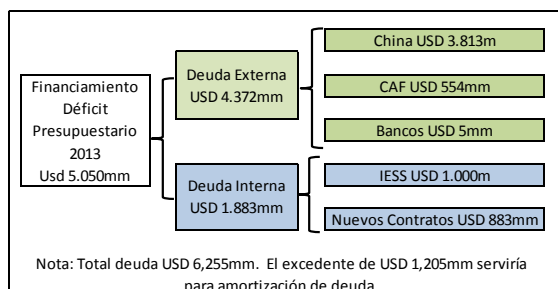 Financiamiento
Déficit
Presupuestario
2013
Usd 5.050mm
Deuda Externa
USD 4.372mm
China USD 3.813m
CAF USD 554mm
Bancos USD 5mm
Deuda Interna
USD 1.883mm
IESS USD 1.000m
Nuevos Contratos USD 883mm
Nota: Total deuda USD 6,255mm. El excedente de USD 1,205mm serviría
para amortización de deuda